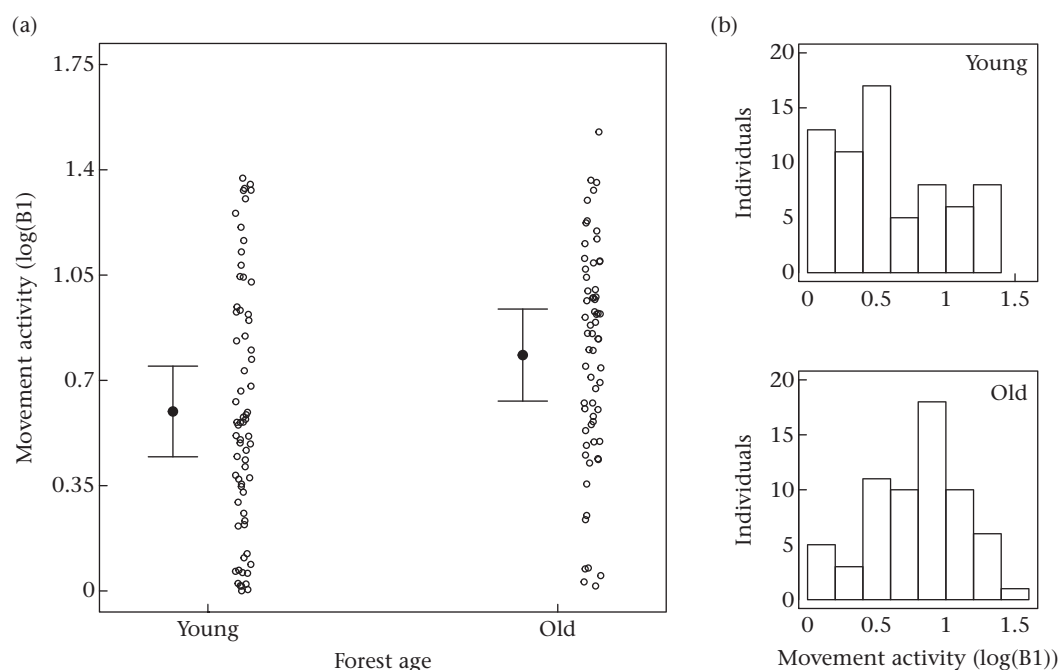 (a)
1.75
1.4
1.05
0.7
0.35
0
Movement activity (log(B1)
Young
Old
Forest age
(b)
20
Young
15
10
5
0
Individuals
0
0.5
1
1.5
20
Old
15
10
5
0
Individuals
0
0.5
1
1.5
Movement activity (log(B1))